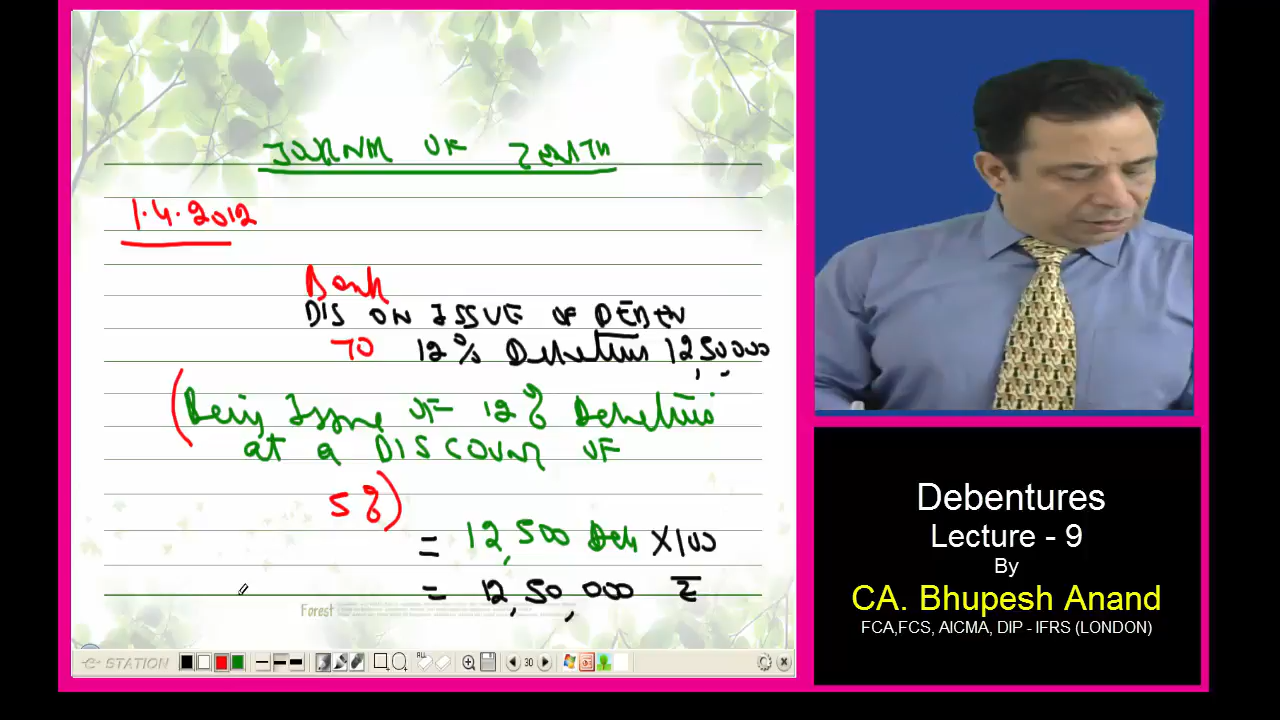 JOURNAL OF
1.4.2012
Bank
DIS ON ISSUE OF DEBEN
TO 12% Debentures 12,50,000
(Being Issue OF 12% Debentures
at a DISCOUNT OF
5%)
= 12,500 Deb X100
= 12,50,000 ₹
Forest
STATION
ALL
30
Debentures
Lecture - 9
By
CA. Bhupesh Anand
FCA,FCS, AICMA, DIP - IFRS (LONDON)